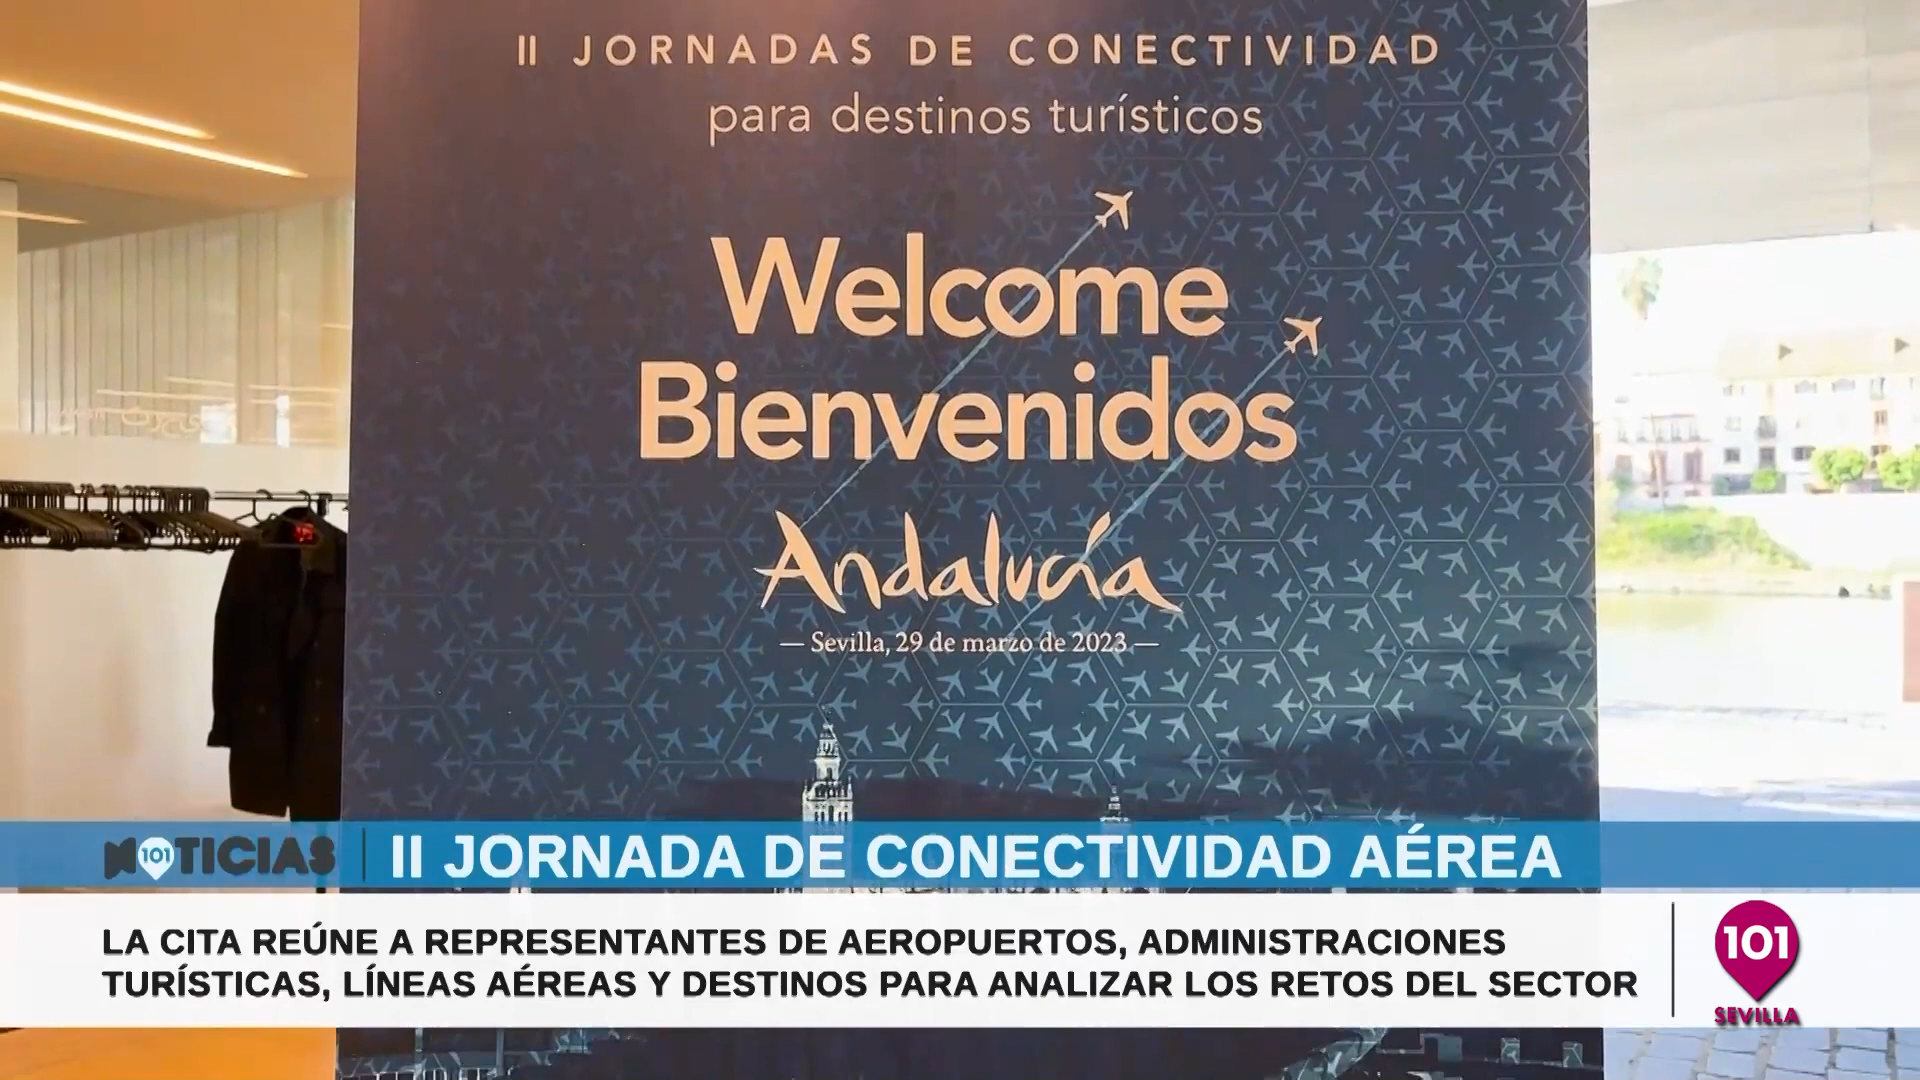 II JORNADAS DE CONECTIVIDAD
para destinos turísticos
Welcome
Bienvenidos
Andalucía
— Sevilla, 29 de marzo de 2023 —
N101TICIAS
II JORNADA DE CONECTIVIDAD AÉREA
LA CITA REÚNE A REPRESENTANTES DE AEROPUERTOS, ADMINISTRACIONES
TURÍSTICAS, LÍNEAS AÉREAS Y DESTINOS PARA ANALIZAR LOS RETOS DEL SECTOR
101
SEVILLA